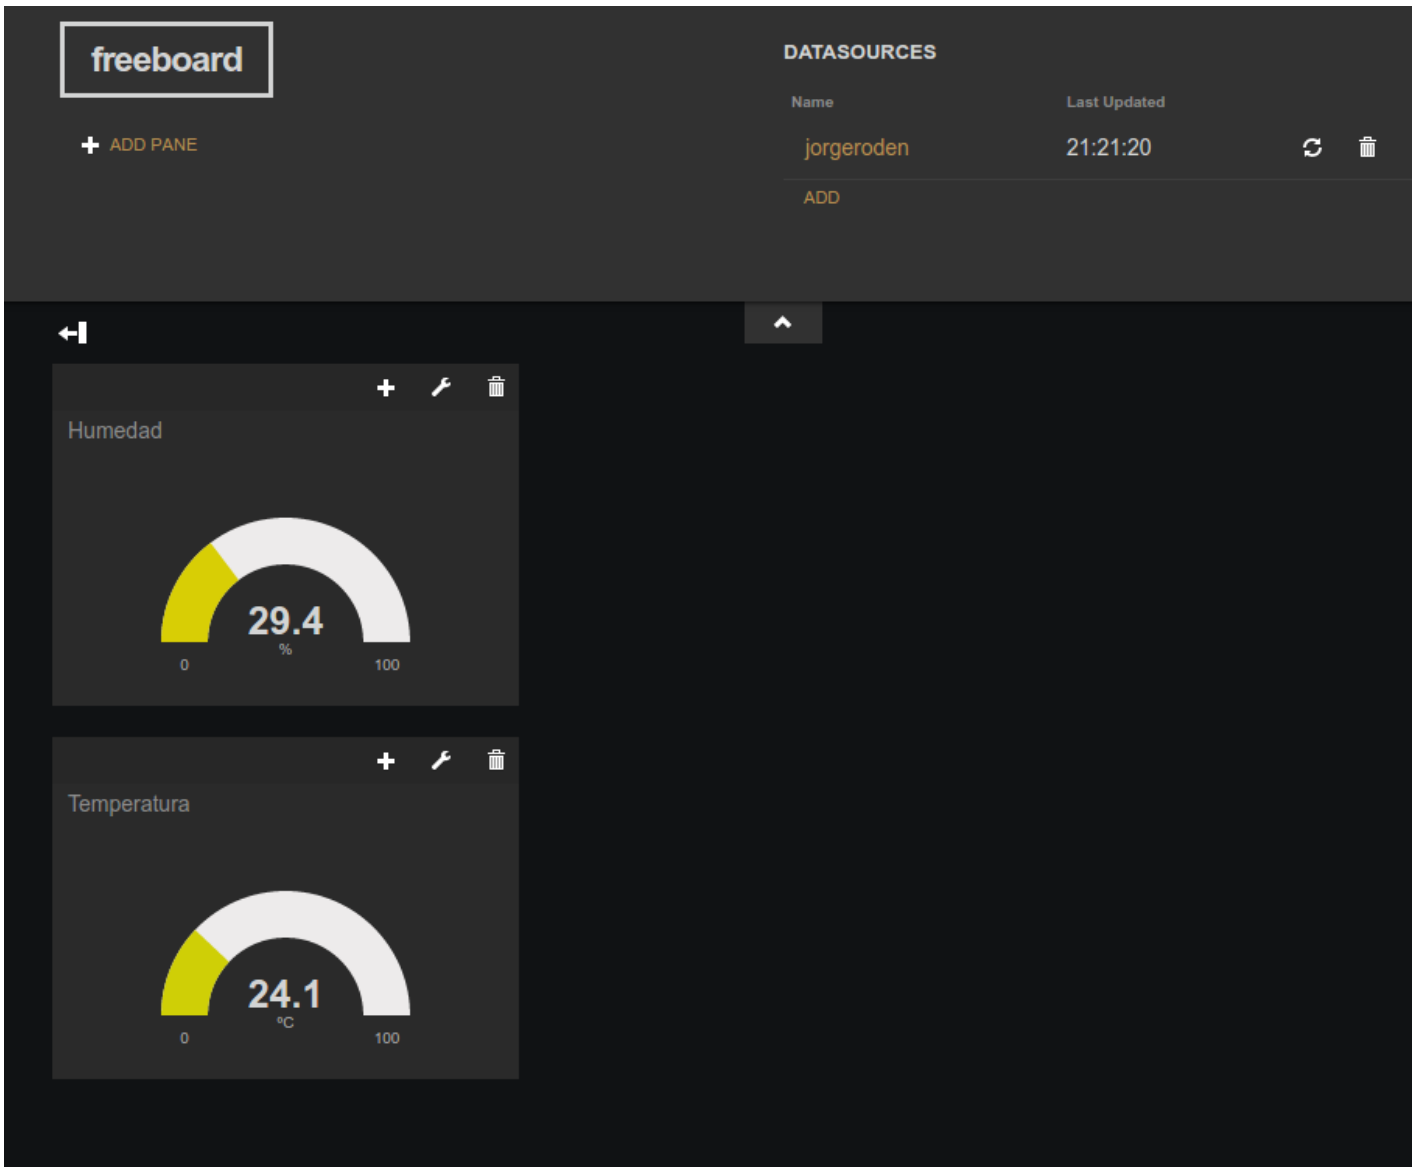 freeboard
ADD PANE
DATASOURCES
Name Last Updated
jorgeroden 21:21:20
ADD
Humedad
29.4
%
0 100
Temperatura
24.1
ºC
0 100